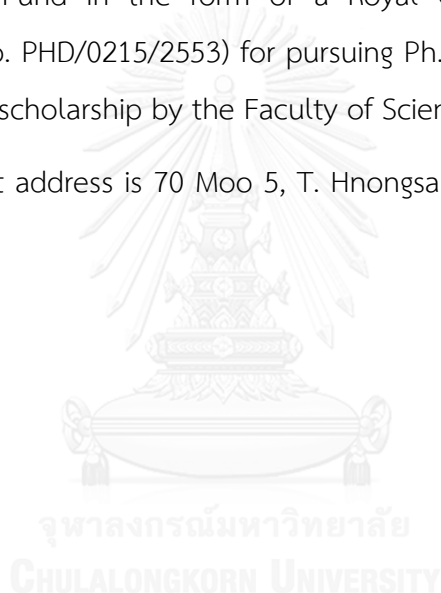 Fund in the form of a Royal
o. PHD/0215/2553) for pursuing Ph.
scholarship by the Faculty of Scien
t address is 70 Moo 5, T. Hnongsa
จุฬาลงกรณ์มหาวิทยาลัย
CHULALONGKORN UNIVERSITY